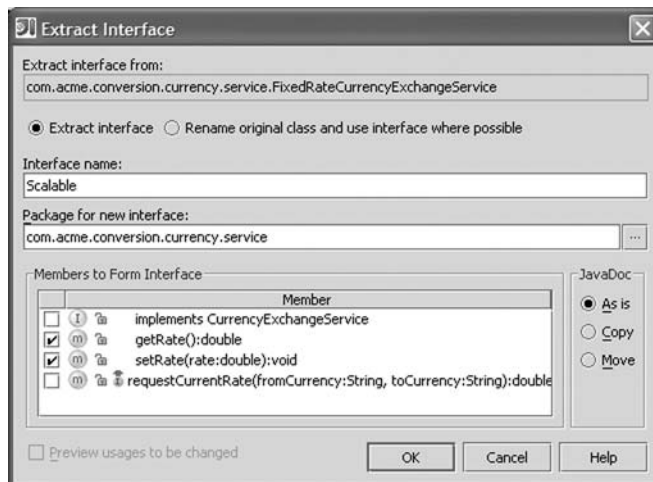 Extract Interface
Extract interface from:
com.acme.conversion.currency.service.FixedRateCurrencyExchangeService
Extract interface Rename original class and use interface where possible
Interface name:
Scalable
Package for new interface:
com.acme.conversion.currency.service ...
Members to Form Interface JavaDoc
Member
implements CurrencyExchangeService
getRate():double
setRate(rate:double):void
requestCurrentRate(fromCurrency:String, toCurrency:String):double
As is
Copy
Move
Preview usages to be changed
OK Cancel Help